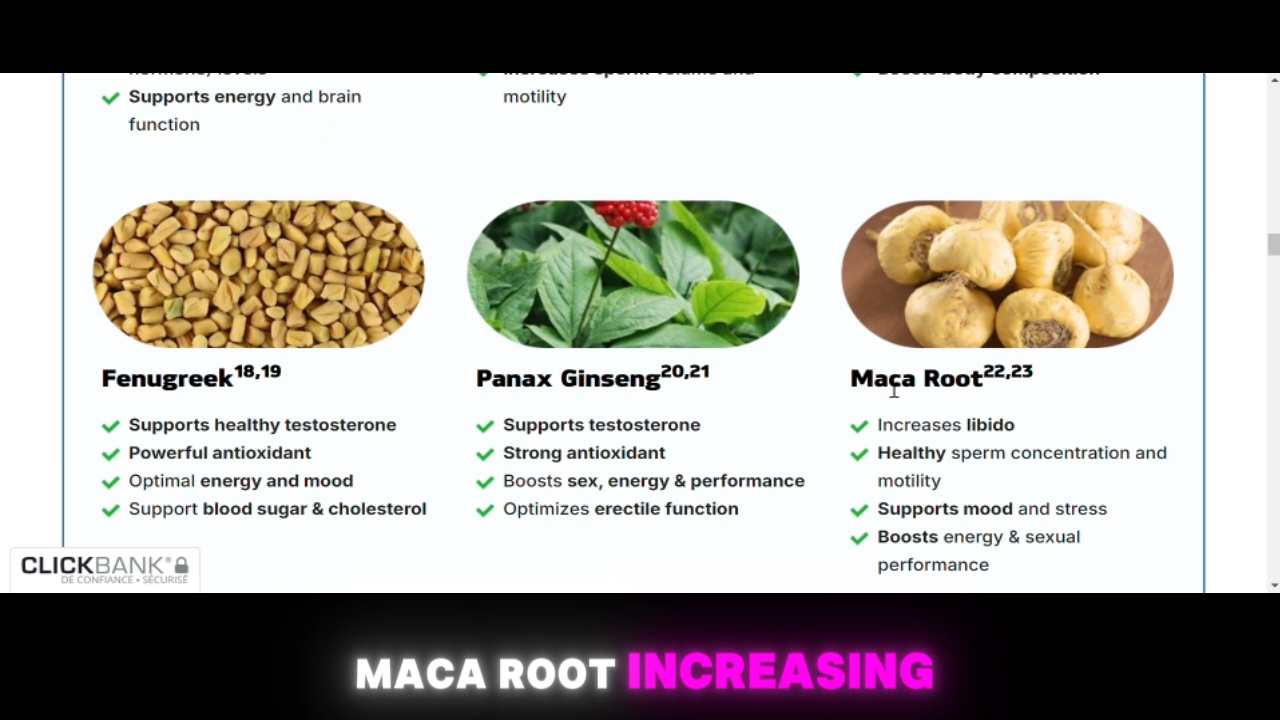 Supports energy and brain
function
motility
Boosts body composition
Fenugreek18,19
Supports healthy testosterone
Powerful antioxidant
Optimal energy and mood
Support blood sugar & cholesterol
Panax Ginseng20,21
Supports testosterone
Strong antioxidant
Boosts sex, energy & performance
Optimizes erectile function
Maca Root22,23
Increases libido
Healthy sperm concentration and
motility
Supports mood and stress
Boosts energy & sexual
performance
CLICKBANK®
DE CONFIANCE • SÉCURISÉ
MACA ROOT INCREASING